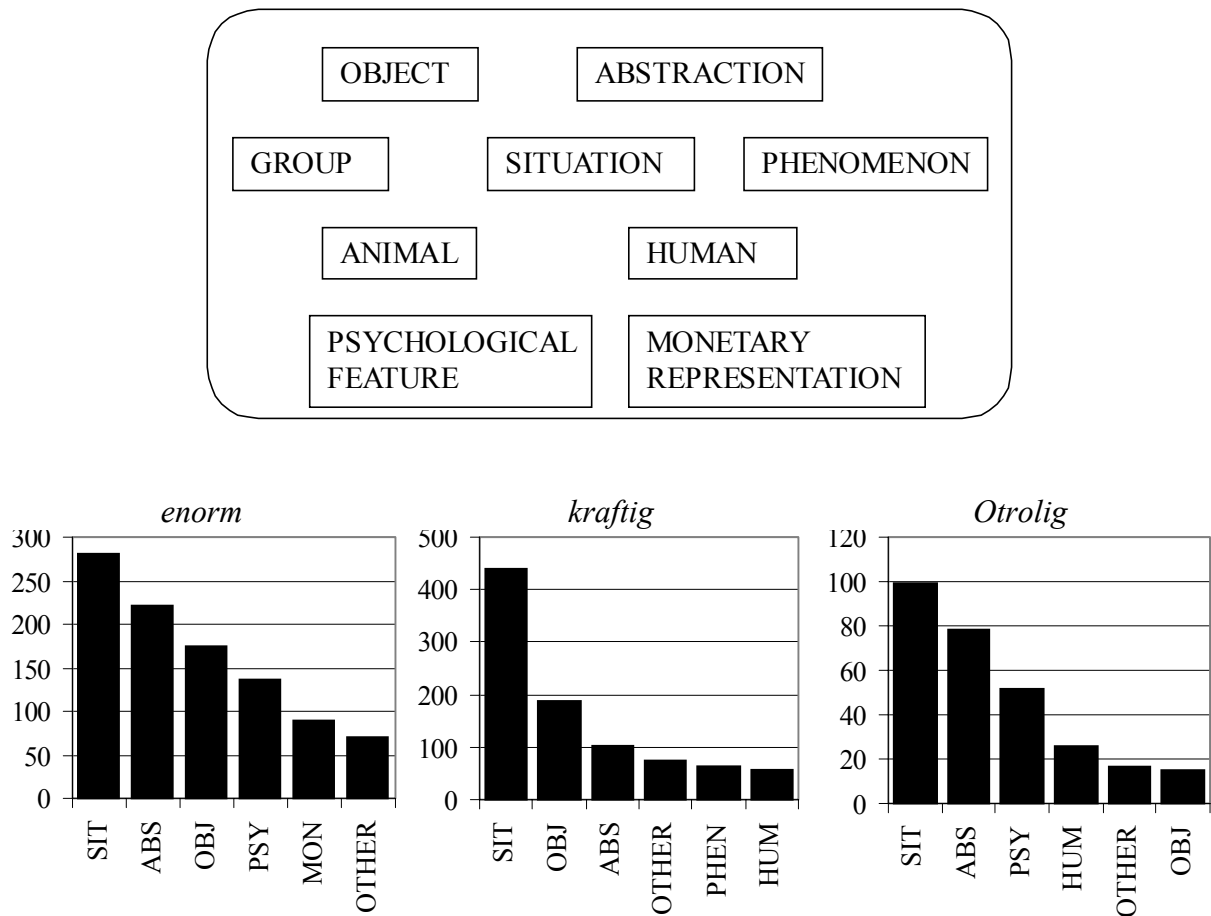 OBJECT ABSTRACTION
GROUP SITUATION PHENOMENON
ANIMAL HUMAN
PSYCHOLOGICAL MONETARY
FEATURE REPRESENTATION
enorm
300
250
200
150
100
50
0
SIT ABS OBJ PSY MON OTHER
kraftig
500
400
300
200
100
0
SIT OBJ ABS OTHER PHEN HUM
Otrolig
120
100
80
60
40
20
0
SIT ABS PSY HUM OTHER OBJ